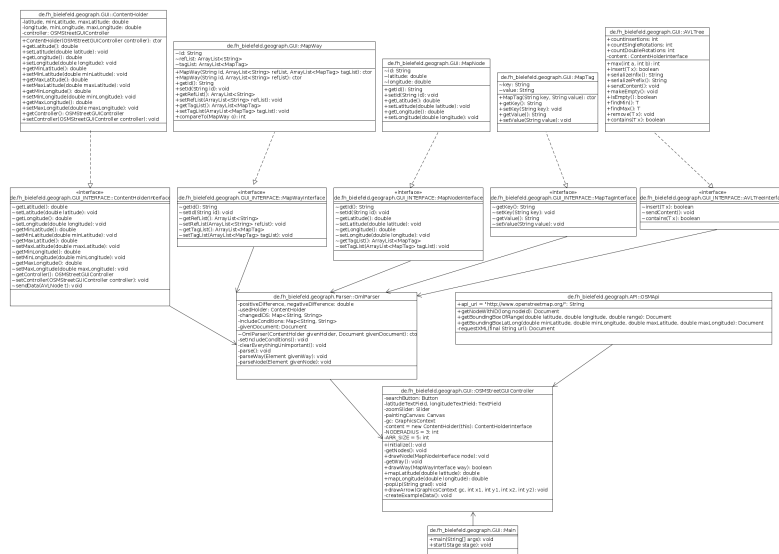 de.fh_bielefeld.geograph.GUI::ContentHolder
-latitude, minLatitude, maxLatitude: double
-longitude, minLongitude, maxLongitude: double
-controller: OSMStreetGUIController
+ContentHolder(OSMStreetGUIController controller): ctor
+getLatitude(): double
+setLatitude(double latitude): void
+getLongitude(): double
+setLongitude(double longitude): void
+getMinLatitude(): double
+setMinLatitude(double minLatitude): void
+getMaxLatitude(): double
+setMaxLatitude(double maxLatitude): void
+getMinLongitude(): double
+setMinLongitude(double minLongitude): void
+getMaxLongitude(): double
+setMaxLongitude(double maxLongitude): void
+getController(): OSMStreetGUIController
+setController(OSMStreetGUIController controller): void
de.fh_bielefeld.geograph.GUI::MapWay
-id: String
-refList: ArrayList<String>
-tagList: ArrayList<MapTag>
+MapWay(String id, ArrayList<String> refList, ArrayList<MapTag> tagList): ctor
+MapWay(String id, ArrayList<String> refList): ctor
+getId(): String
+setId(String id): void
+getRefList(): ArrayList<String>
+setRefList(ArrayList<String> refList): void
+getTagList(): ArrayList<MapTag>
+setTagList(ArrayList<MapTag> tagList): void
+compareTo(MapWay o): int
de.fh_bielefeld.geograph.GUI::MapNode
-id: String
-latitude: double
-longitude: double
+getId(): String
+setId(String id): void
+getLatitude(): double
+setLatitude(double latitude): void
+getLongitude(): double
+setLongitude(double longitude): void
de.fh_bielefeld.geograph.GUI::MapTag
-key: String
-value: String
+MapTag(String key, String value): ctor
+getKey(): String
+setKey(String key): void
+getValue(): String
+setValue(String value): void
de.fh_bielefeld.geograph.GUI::AVLTree
+countInsertions: int
+countSingleRotations: int
+countDoubleRotations: int
-content: ContentHolderInterface
+max(int a, int b): int
+insert(T x): boolean
+serializeInfix(): String
+serializePrefix(): String
+sendContent(): void
+makeEmpty(): void
+isEmpty(): boolean
+findMin(): T
+findMax(): T
+remove(T x): void
+contains(T x): boolean
«interface»
de.fh_bielefeld.geograph.GUI_INTERFACE::ContentHolderInterface
~getLatitude(): double
~setLatitude(double latitude): void
~getLongitude(): double
~setLongitude(double longitude): void
~getMinLatitude(): double
~setMinLatitude(double minLatitude): void
~getMaxLatitude(): double
~setMaxLatitude(double maxLatitude): void
~getMinLongitude(): double
~setMinLongitude(double minLongitude): void
~getMaxLongitude(): double
~setMaxLongitude(double maxLongitude): void
~getController(): OSMStreetGUIController
~setController(OSMStreetGUIController controller): void
«interface»
de.fh_bielefeld.geograph.GUI_INTERFACE::MapWayInterface
~getId(): String
~setId(String id): void
~getRefList(): ArrayList<String>
~setRefList(ArrayList<String> refList): void
~getTagList(): ArrayList<MapTag>
~setTagList(ArrayList<MapTag> tagList): void
«interface»
de.fh_bielefeld.geograph.GUI_INTERFACE::MapNodeInterface
~getId(): String
~setId(String id): void
~getLatitude(): double
~setLatitude(double latitude): void
~getLongitude(): double
~setLongitude(double longitude): void
~getTagList(): ArrayList<MapTag>
~setTagList(ArrayList<MapTag> tagList): void
«interface»
de.fh_bielefeld.geograph.GUI_INTERFACE::MapTagInterface
~getKey(): String
~setKey(String key): void
~getValue(): String
~setValue(String value): void
«interface»
de.fh_bielefeld.geograph.GUI_INTERFACE::AVLTreeInterface
~insert(T x): boolean
~sendContent(): void
~contains(T x): boolean
de.fh_bielefeld.geograph.Parser::OmlParser
-positiveDifference, negativeDifference: double
-usedHolder: ContentHolder
-changedIDS: Map<String, String>
-includeConditions: Map<String, String>
-givenDocument: Document
-setIncludeConditions(): void
-clearEverythingUnimportant(): void
-parse(): void
-parseWay(Element givenWay): void
-parseNode(Element givenNode): void
de.fh_bielefeld.geograph.API::OSMApi
+api_url = "http://www.openstreetmap.org/": String
+getNodeWithID(long nodeId): Document
+getBoundingBoxOfRange(double latitude, double longitude, double range): Document
+getBoundingBoxLatLong(double minLatitude, double minLongitude, double maxLatitude, double maxLongitude): Document
-requestXML(final String url): Document
de.fh_bielefeld.geograph.GUI::OSMStreetGUIController
-searchButton: Button
-latitudeTextField, longitudeTextField: TextField
-zoomSlider: Slider
-paintingCanvas: Canvas
-gc: GraphicsContext
-content = new ContentHolder(this): ContentHolderInterface
-NODERADIUS = 3: int
-ARR_SIZE = 5: int
+initialize(): void
-getNodes(): void
+drawNode(MapNodeInterface node): void
-getWay(): void
+drawWay(MapWayInterface way): boolean
+mapLatitude(double latitude): double
+mapLongitude(double longitude): double
-popUp(String grad): void
+drawArrow(GraphicsContext gc, int x1, int y1, int x2, int y2): void
-createExampleData(): void
de.fh_bielefeld.geograph.GUI::Main
+main(String[] args): void
+start(Stage stage): void